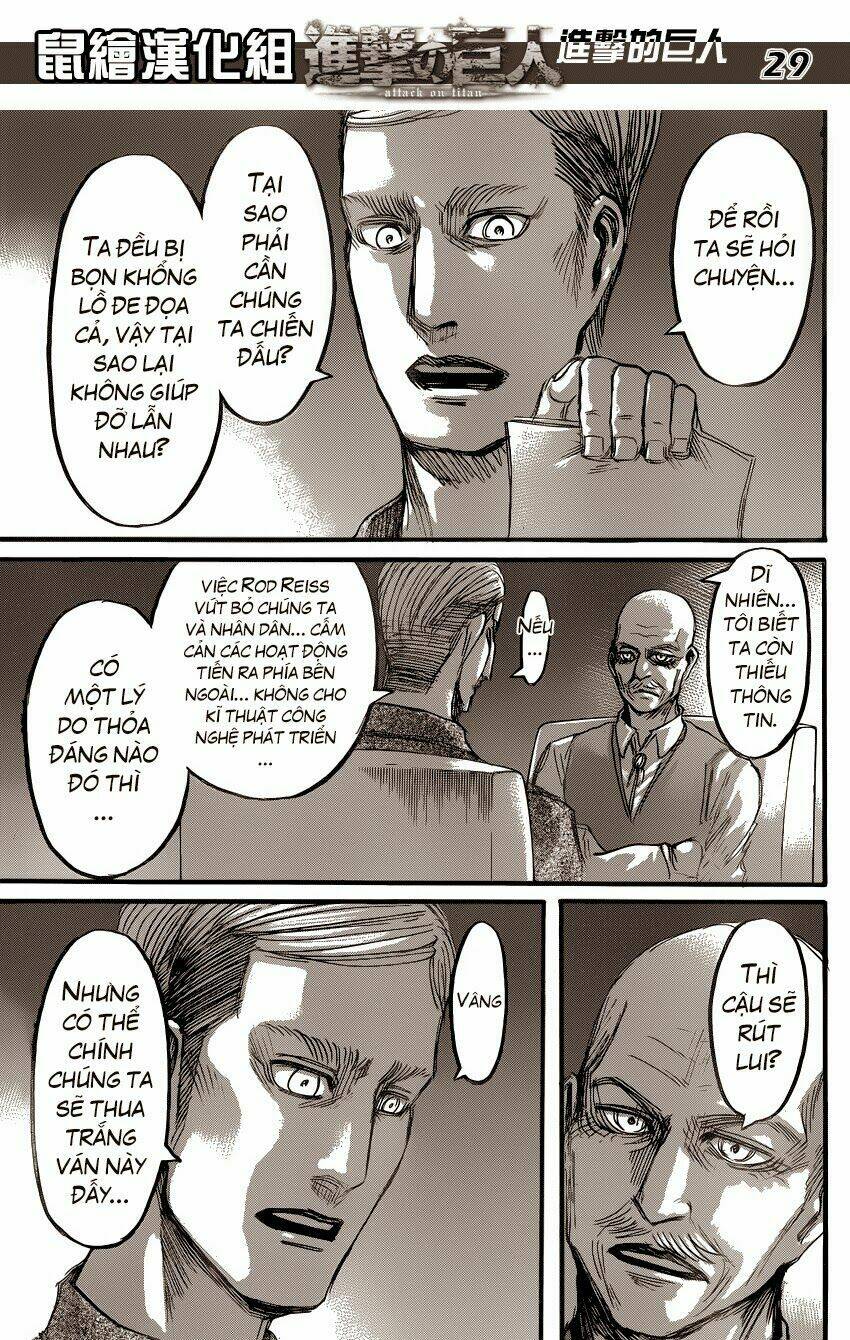 鼠繪漢化組
進撃の巨人
attack on titan
進擊的巨人
29
ĐỂ RỒI
TA SẼ HỎI
CHUYỆN...
TẠI
SAO
PHẢI
CẦN
CHÚNG
TA CHIẾN
ĐẤU?
TA ĐỀU BỊ
BỌN KHỔNG
LỒ ĐE DỌA
CẢ, VẬY TẠI
SAO LẠI
KHÔNG GIÚP
ĐỠ LẪN
NHAU?
DĨ
NHIÊN...
TÔI BIẾT
TA CÒN
THIẾU
THÔNG
TIN.
NẾU
...
VIỆC ROD REISS
VỨT BỎ CHÚNG TA
VÀ NHÂN DÂN... CẤM
CẢN CÁC HOẠT ĐỘNG
TIẾN RA PHÍA BÊN
NGOÀI... KHÔNG CHO
KĨ THUẬT CÔNG
NGHỆ PHÁT TRIỂN
...
CÓ
MỘT LÝ
DO THỎA
ĐÁNG NÀO
ĐÓ THÌ
...
THÌ
CẬU SẼ
RÚT
LUI?
VÂNG
NHƯNG
CÓ THỂ
CHÍNH
CHÚNG TA
SẼ THUA
TRẮNG
VÁN NÀY
ĐẤY...